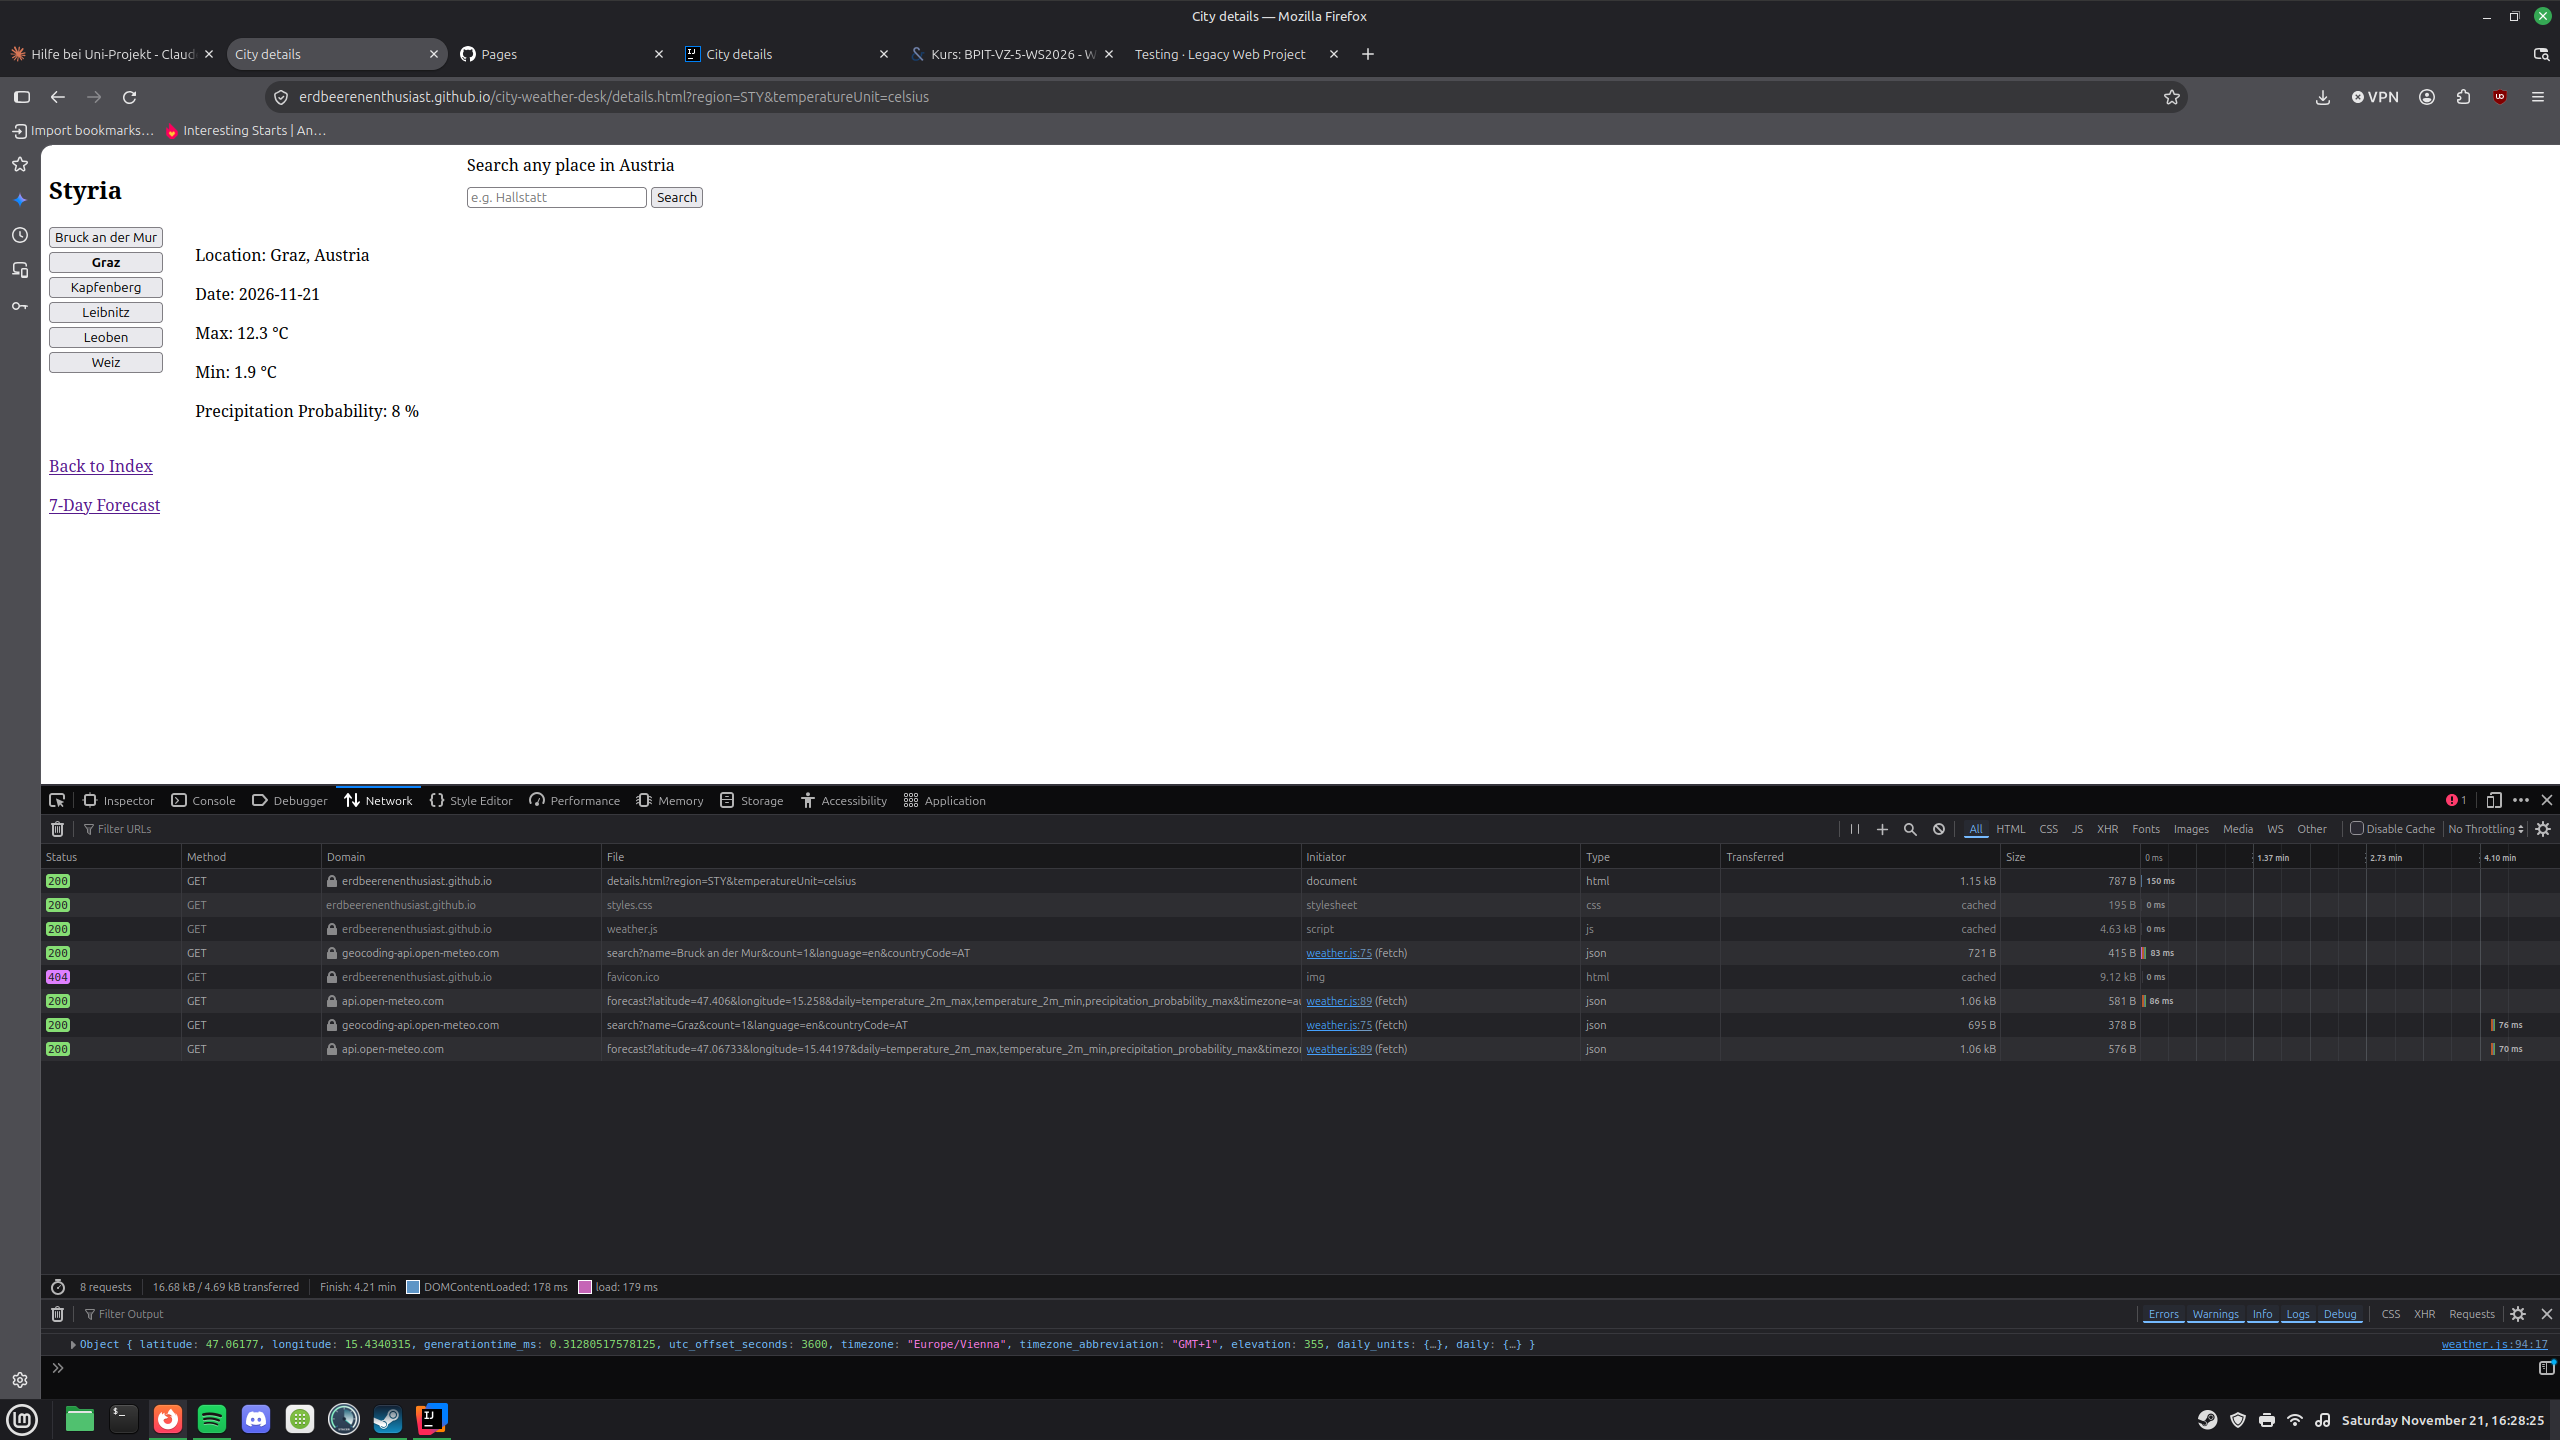 City details — Mozilla Firefox
Hilfe bei Uni-Projekt - Claud
City details
Pages
City details
Kurs: BPIT-VZ-5-WS2026 - W
Testing · Legacy Web Project
erdbeerenenthusiast.github.io/city-weather-desk/details.html?region=STY&temperatureUnit=celsius
VPN
Import bookmarks…
Interesting Starts | An…
Search any place in Austria
Styria
e.g. Hallstatt
Search
Bruck an der Mur
Graz
Kapfenberg
Leibnitz
Leoben
Weiz
Location: Graz, Austria
Date: 2026-11-21
Max: 12.3 °C
Min: 1.9 °C
Precipitation Probability: 8 %
Back to Index
7-Day Forecast
Inspector Console Debugger Network Style Editor Performance Memory Storage Accessibility Application 1
Filter URLs All HTML CSS JS XHR Fonts Images Media WS Other Disable Cache No Throttling
Status Method Domain File Initiator Type Transferred Size 0 ms 1.37 min 2.73 min 4.10 min
200 GET erdbeerenenthusiast.github.io details.html?region=STY&temperatureUnit=celsius document html 1.15 kB 787 B 150 ms
200 GET erdbeerenenthusiast.github.io styles.css stylesheet css cached 195 B 0 ms
200 GET erdbeerenenthusiast.github.io weather.js script js cached 4.63 kB 0 ms
200 GET geocoding-api.open-meteo.com search?name=Bruck an der Mur&count=1&language=en&countryCode=AT weather.js:75 (fetch) json 721 B 415 B 83 ms
404 GET erdbeerenenthusiast.github.io favicon.ico img html cached 9.12 kB 0 ms
200 GET api.open-meteo.com forecast?latitude=47.406&longitude=15.258&daily=temperature_2m_max,temperature_2m_min,precipitation_probability_max&timezone=au weather.js:89 (fetch) json 1.06 kB 581 B 86 ms
200 GET geocoding-api.open-meteo.com search?name=Graz&count=1&language=en&countryCode=AT weather.js:75 (fetch) json 695 B 378 B 76 ms
200 GET api.open-meteo.com forecast?latitude=47.06733&longitude=15.44197&daily=temperature_2m_max,temperature_2m_min,precipitation_probability_max&timezo weather.js:89 (fetch) json 1.06 kB 576 B 70 ms
8 requests 16.68 kB / 4.69 kB transferred Finish: 4.21 min DOMContentLoaded: 178 ms load: 179 ms
Filter Output Errors Warnings Info Logs Debug CSS XHR Requests
Object { latitude: 47.06177, longitude: 15.4340315, generationtime_ms: 0.31280517578125, utc_offset_seconds: 3600, timezone: "Europe/Vienna", timezone_abbreviation: "GMT+1", elevation: 355, daily_units: {…}, daily: {…} } weather.js:94:17
Saturday November 21, 16:28:25